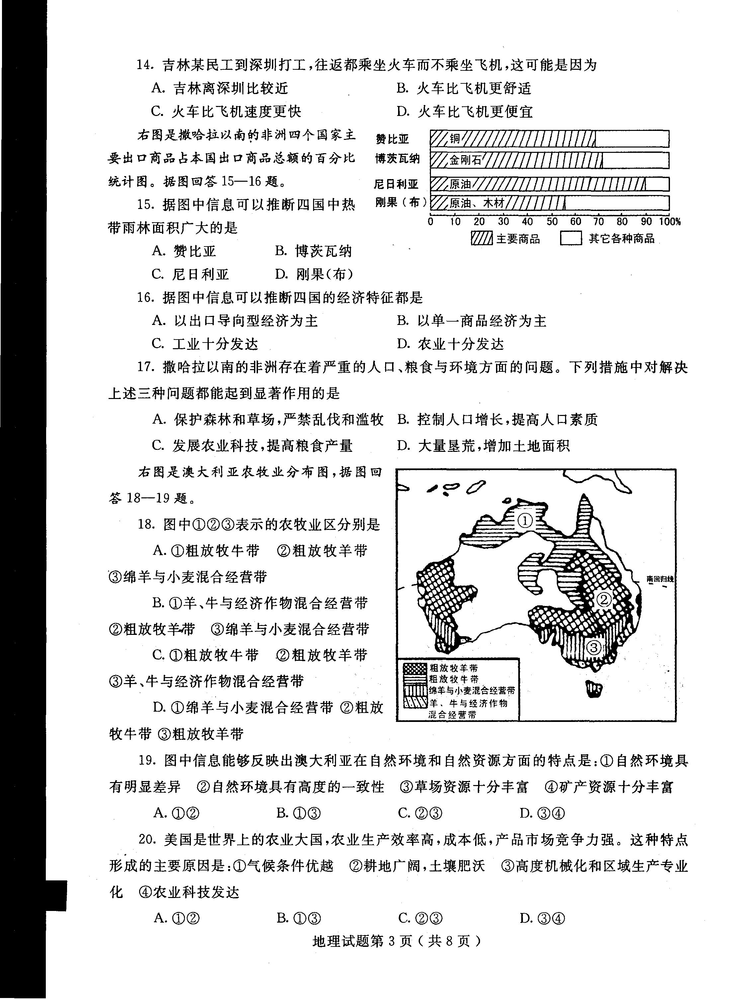 14. 吉林某民工到深圳打工,往返都乘坐火车而不乘坐飞机,这可能是因为
A. 吉林离深圳比较近 B. 火车比飞机更舒适
C. 火车比飞机速度更快 D. 火车比飞机更便宜
右图是撒哈拉以南的非洲四个国家主
要出口商品占本国出口商品总额的百分比
统计图。据图回答 15—16 题。
15. 据图中信息可以推断四国中热
带雨林面积广大的是
A. 赞比亚 B. 博茨瓦纳
C. 尼日利亚 D. 刚果(布)
赞比亚 铜
博茨瓦纳 金刚石
尼日利亚 原油
刚果(布) 原油、木材
0 10 20 30 40 50 60 70 80 90 100%
主要商品 其它各种商品
16. 据图中信息可以推断四国的经济特征都是
A. 以出口导向型经济为主 B. 以单一商品经济为主
C. 工业十分发达 D. 农业十分发达
17. 撒哈拉以南的非洲存在着严重的人口、粮食与环境方面的问题。下列措施中对解决
上述三种问题都能起到显著作用的是
A. 保护森林和草场,严禁乱伐和滥牧 B. 控制人口增长,提高人口素质
C. 发展农业科技,提高粮食产量 D. 大量垦荒,增加土地面积
右图是澳大利亚农牧业分布图,据图回
答 18—19 题。
18. 图中①②③表示的农牧业区分别是
A. ①粗放牧牛带 ②粗放牧羊带
③绵羊与小麦混合经营带
B. ①羊、牛与经济作物混合经营带
②粗放牧羊带 ③绵羊与小麦混合经营带
C. ①粗放牧牛带 ②粗放牧羊带
③羊、牛与经济作物混合经营带
D. ①绵羊与小麦混合经营带 ②粗放
牧牛带 ③粗放牧羊带
①
南回归线
②
③
粗放牧羊带
粗放牧牛带
绵羊与小麦混合经营带
羊、牛与经济作物
混合经营带
19. 图中信息能够反映出澳大利亚在自然环境和自然资源方面的特点是:①自然环境具
有明显差异 ②自然环境具有高度的一致性 ③草场资源十分丰富 ④矿产资源十分丰富
A. ①② B. ①③ C. ②③ D. ③④
20. 美国是世界上的农业大国,农业生产效率高,成本低,产品市场竞争力强。这种特点
形成的主要原因是:①气候条件优越 ②耕地广阔,土壤肥沃 ③高度机械化和区域生产专业
化 ④农业科技发达
A. ①② B. ①③ C. ②③ D. ③④
地理试题第 3 页(共 8 页)